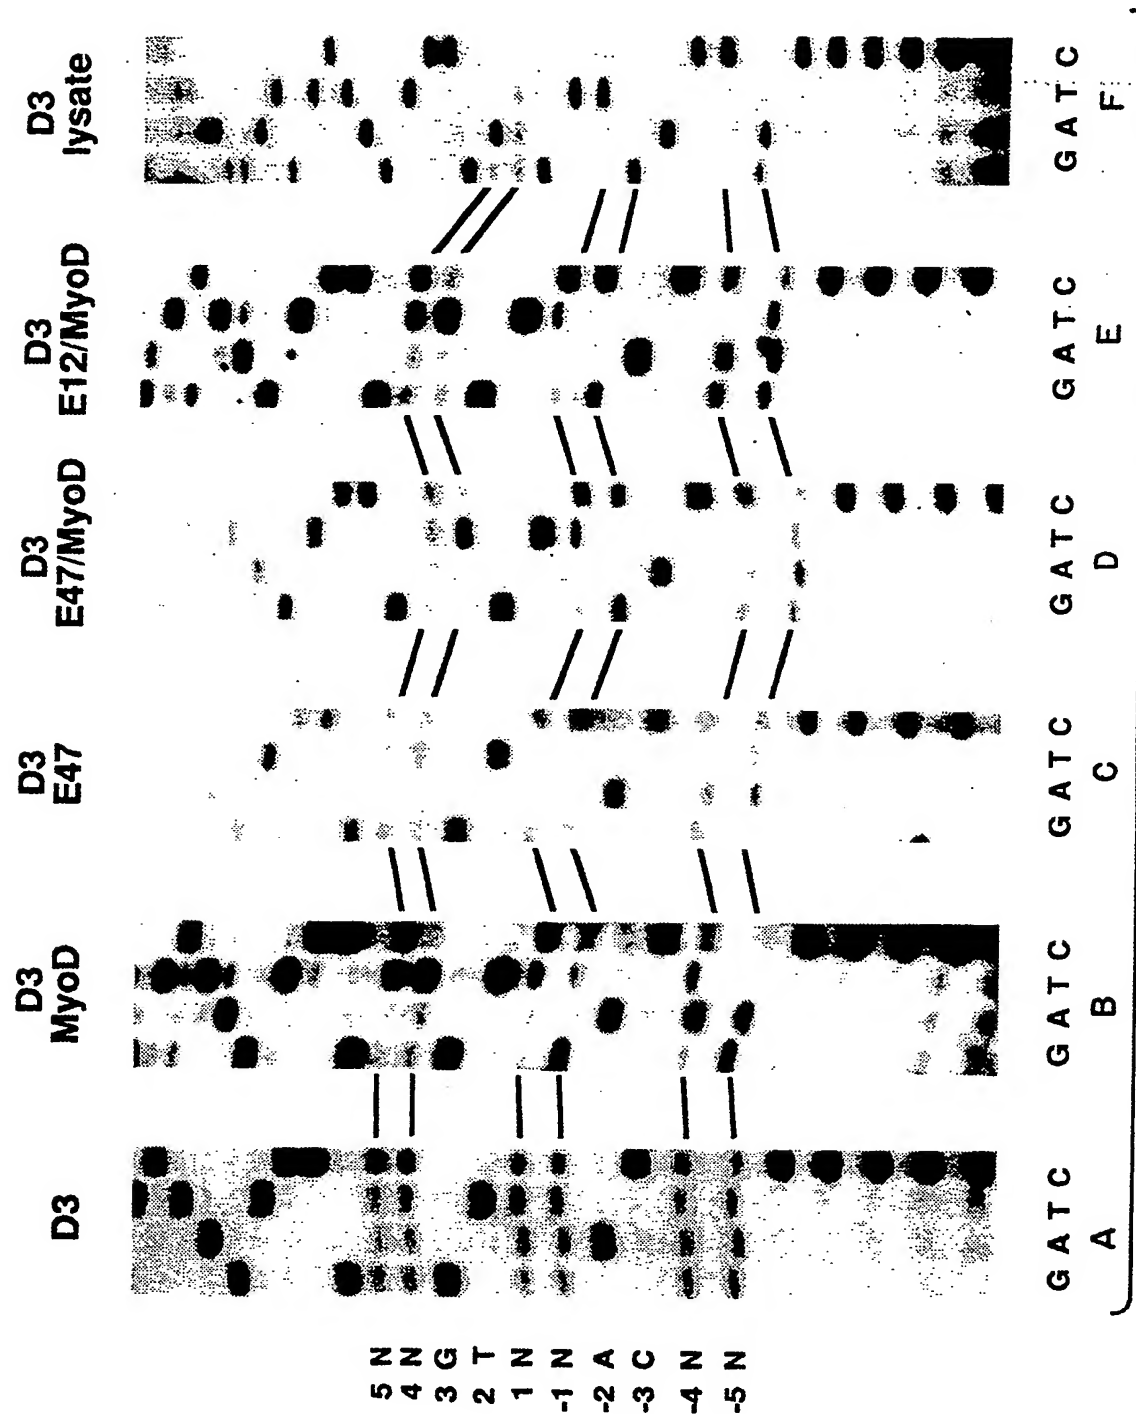 D3
lysate
D3
E12/MyoD
D3
E47/MyoD
D3
E47
D3
MyoD
D3
G A T C
F
G A T C
E
G A T C
D
G A T C
C
G A T C
B
G A T C
A
5 N
4 N
3 G
2 T
1 N
-1 N
-2 A
-3 C
-4 N
-5 N